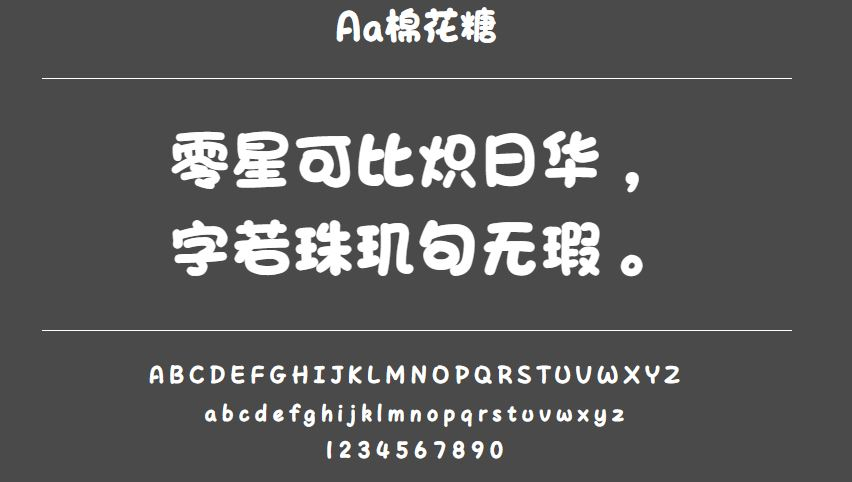 Aa棉花糖
零星可比炽日华，
字若珠玑句无瑕。
ABCDEFGHIJKLMNOPQRSTUVWXYZ
abcdefghijklmnopqrstuvwxyz
1234567890